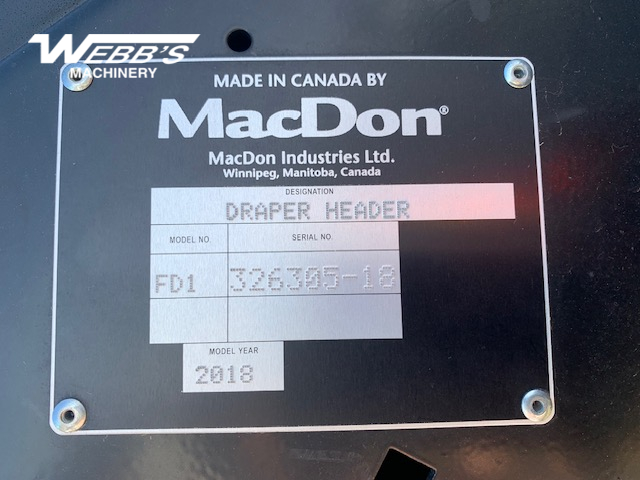 WEBB'S
MACHINERY
MADE IN CANADA BY
MacDon®
MacDon Industries Ltd.
Winnipeg, Manitoba, Canada
DESIGNATION
DRAPER HEADER
MODEL NO. SERIAL NO.
FD1 326305-18
MODEL YEAR
2018